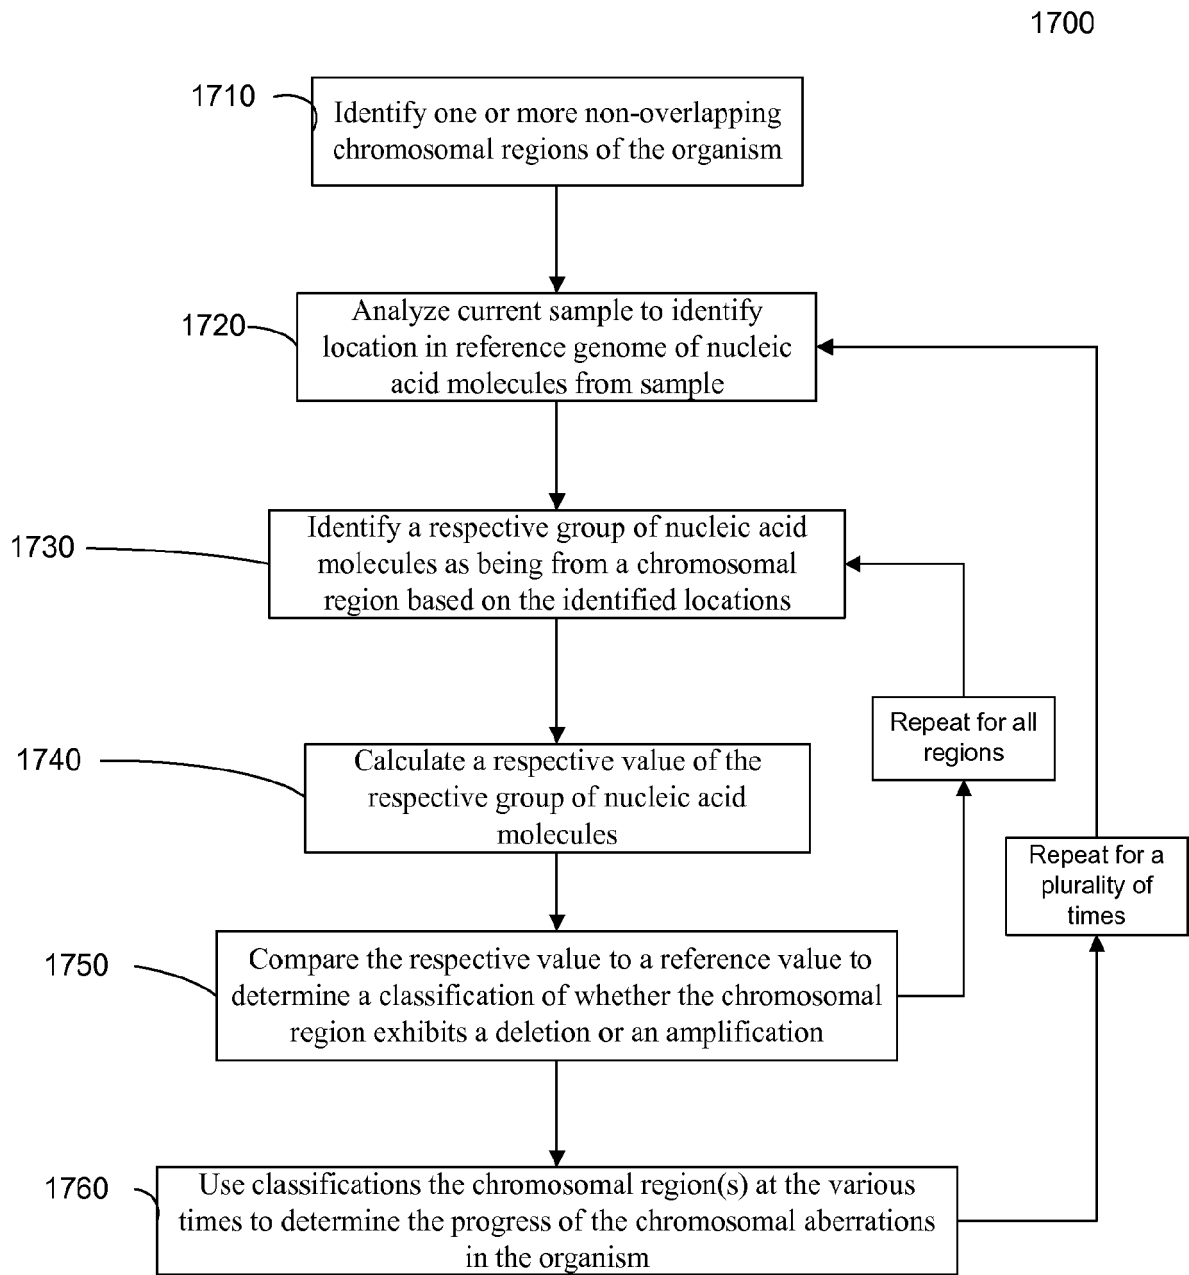 1700
1710
Identify one or more non-overlapping
chromosomal regions of the organism
1720
Analyze current sample to identify
location in reference genome of nucleic
acid molecules from sample
1730
Identify a respective group of nucleic acid
molecules as being from a chromosomal
region based on the identified locations
Repeat for all
regions
1740
Calculate a respective value of the
respective group of nucleic acid
molecules
Repeat for a
plurality of
times
1750
Compare the respective value to a reference value to
determine a classification of whether the chromosomal
region exhibits a deletion or an amplification
1760
Use classifications the chromosomal region(s) at the various
times to determine the progress of the chromosomal aberrations
in the organism